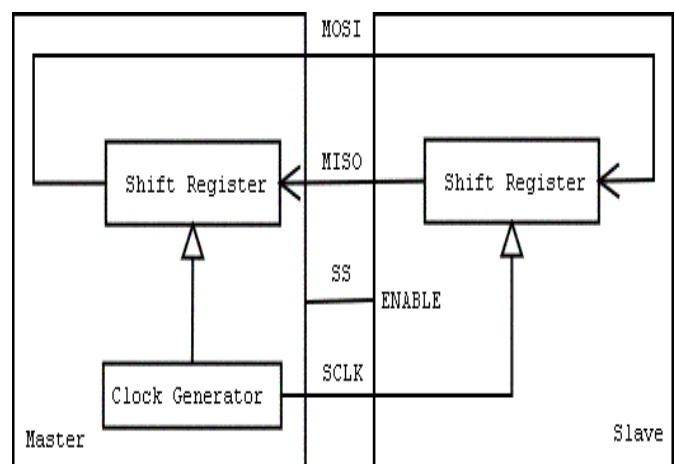 MOSI
MISO
Shift Register
Shift Register
SS
ENABLE
SCLK
Clock Generator
Master
Slave